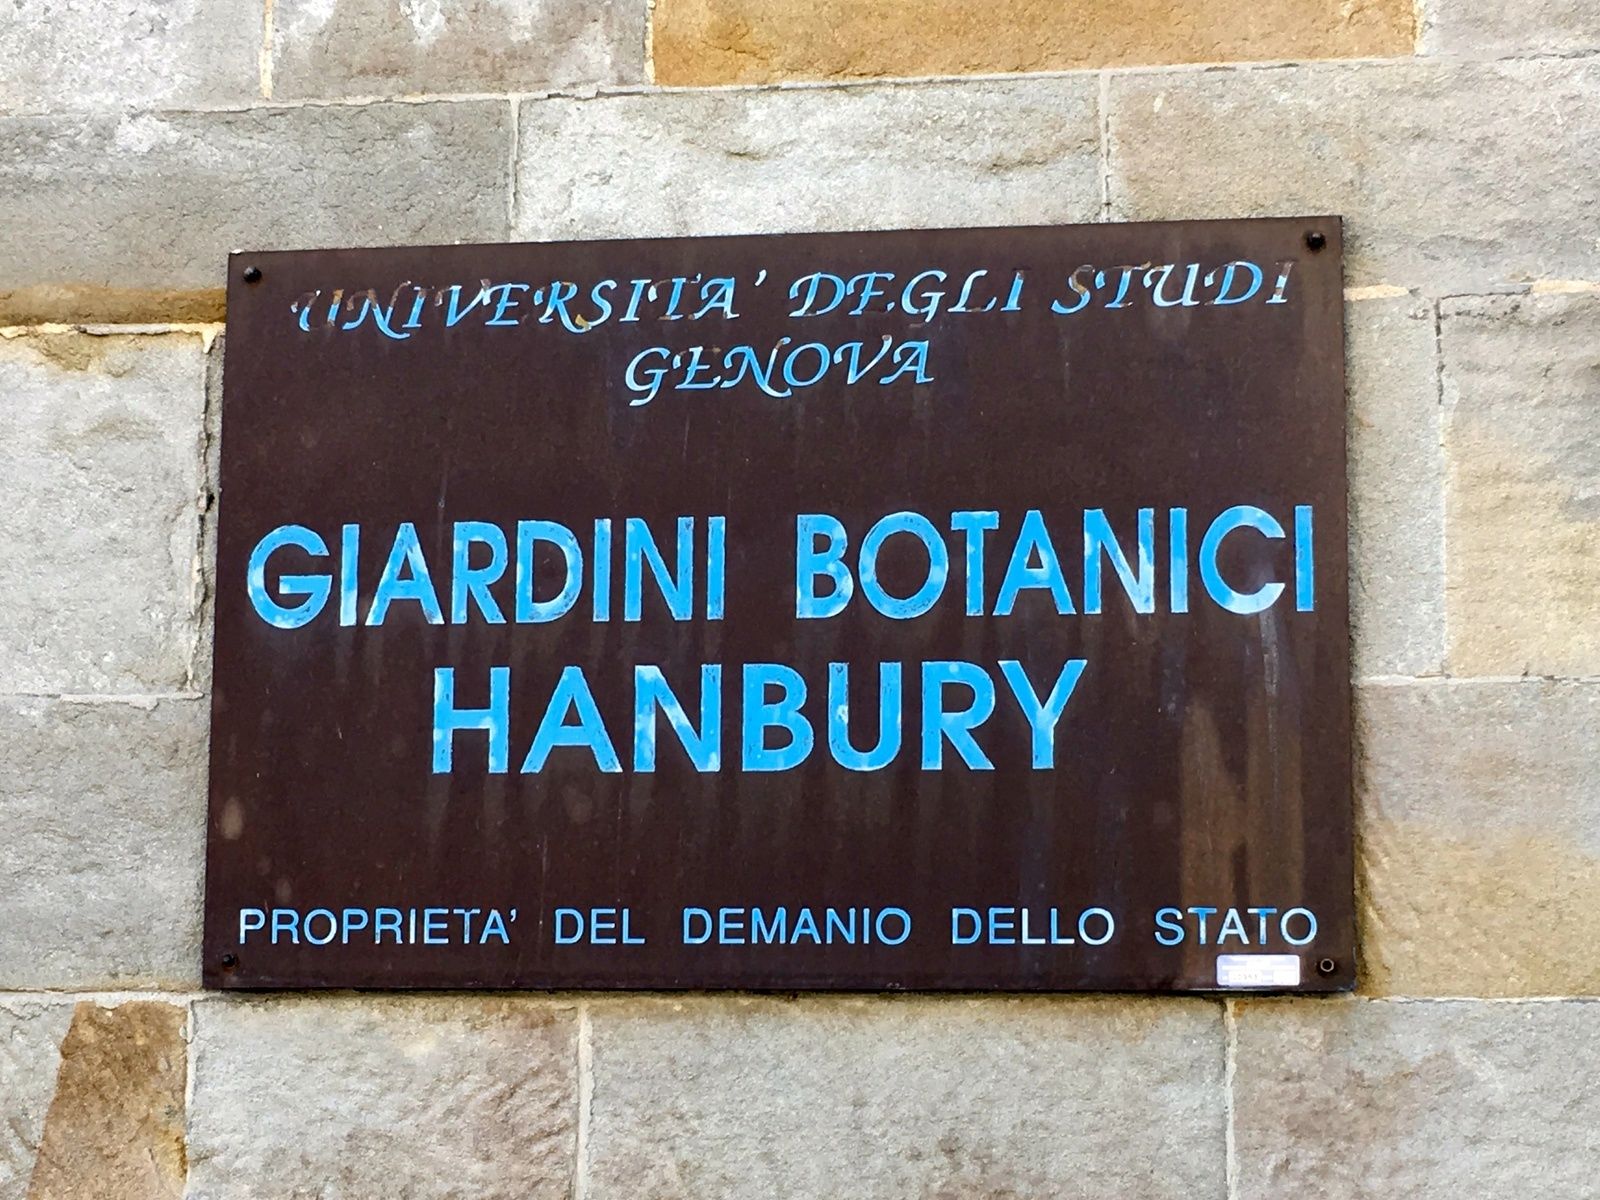 UNIVERSITA' DEGLI STUDI
GENOVA
GIARDINI BOTANICI
HANBURY
PROPRIETA' DEL DEMANIO DELLO STATO